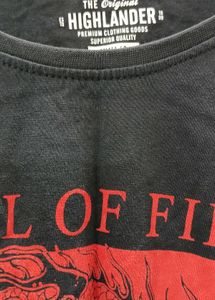 THE Original
HIGHLANDER
PREMIUM CLOTHING GOODS
SUPERIOR QUALITY
L OF FI